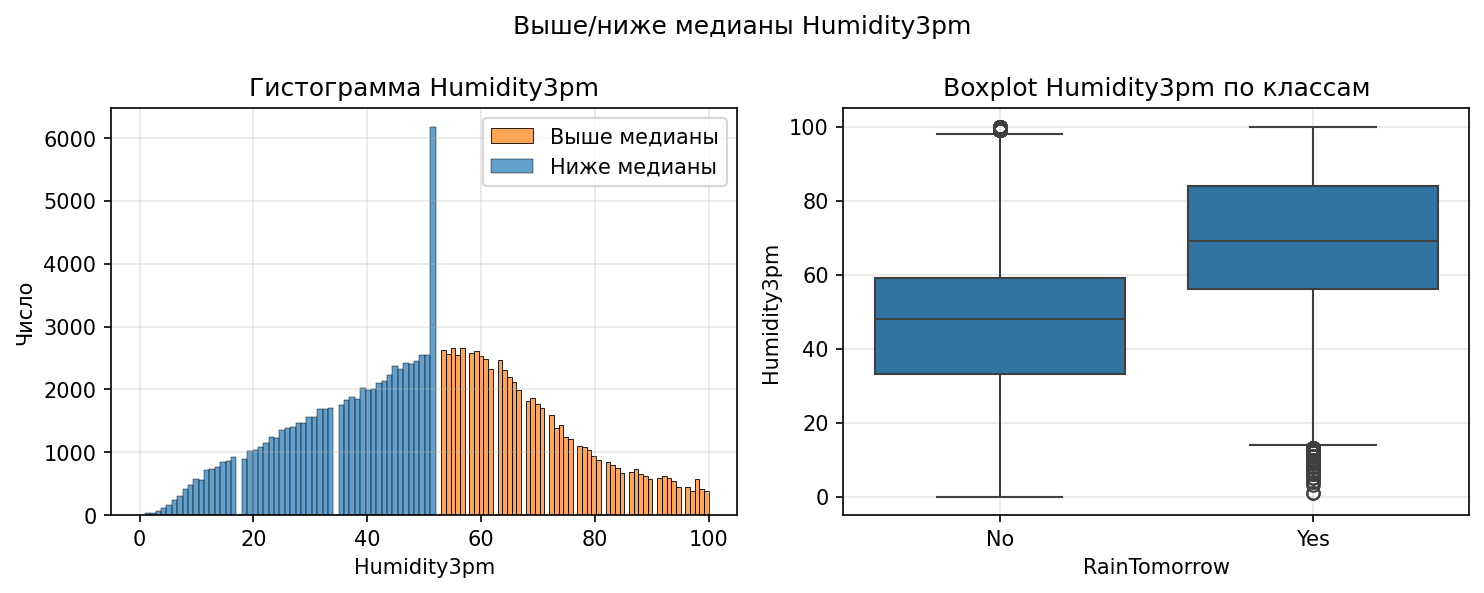 Выше/ниже медианы Humidity3pm
Гистограмма Humidity3pm
6000
5000
4000
3000
2000
1000
0
Число
0 20 40 60 80 100
Humidity3pm
Выше медианы
Ниже медианы
Boxplot Humidity3pm по классам
100
80
60
40
20
0
Humidity3pm
No Yes
RainTomorrow